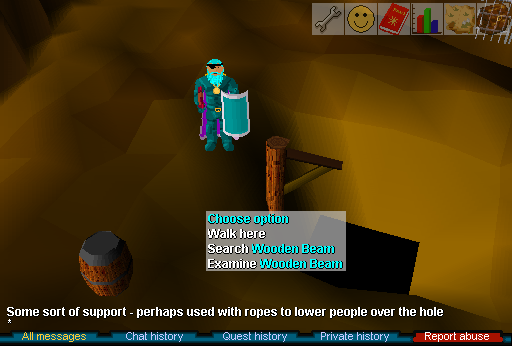 Choose option
Walk here
Search Wooden Beam
Examine Wooden Beam
Some sort of support - perhaps used with ropes to lower people over the hole
*
All messages
Chat history
Quest history
Private history
Report abuse